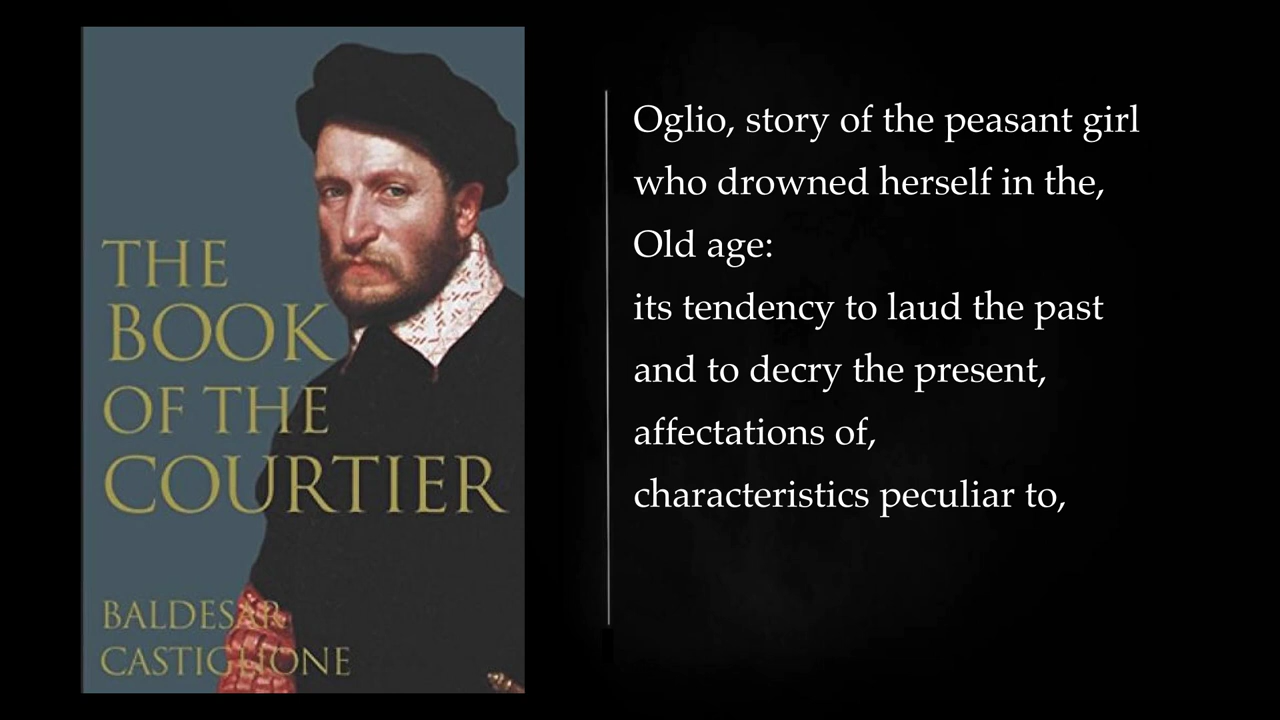 THE
BOOK
OF THE
COURTIER
BALDESAR
CASTIGLIONE
Oglio, story of the peasant girl
who drowned herself in the,
Old age:
its tendency to laud the past
and to decry the present,
affectations of,
characteristics peculiar to,